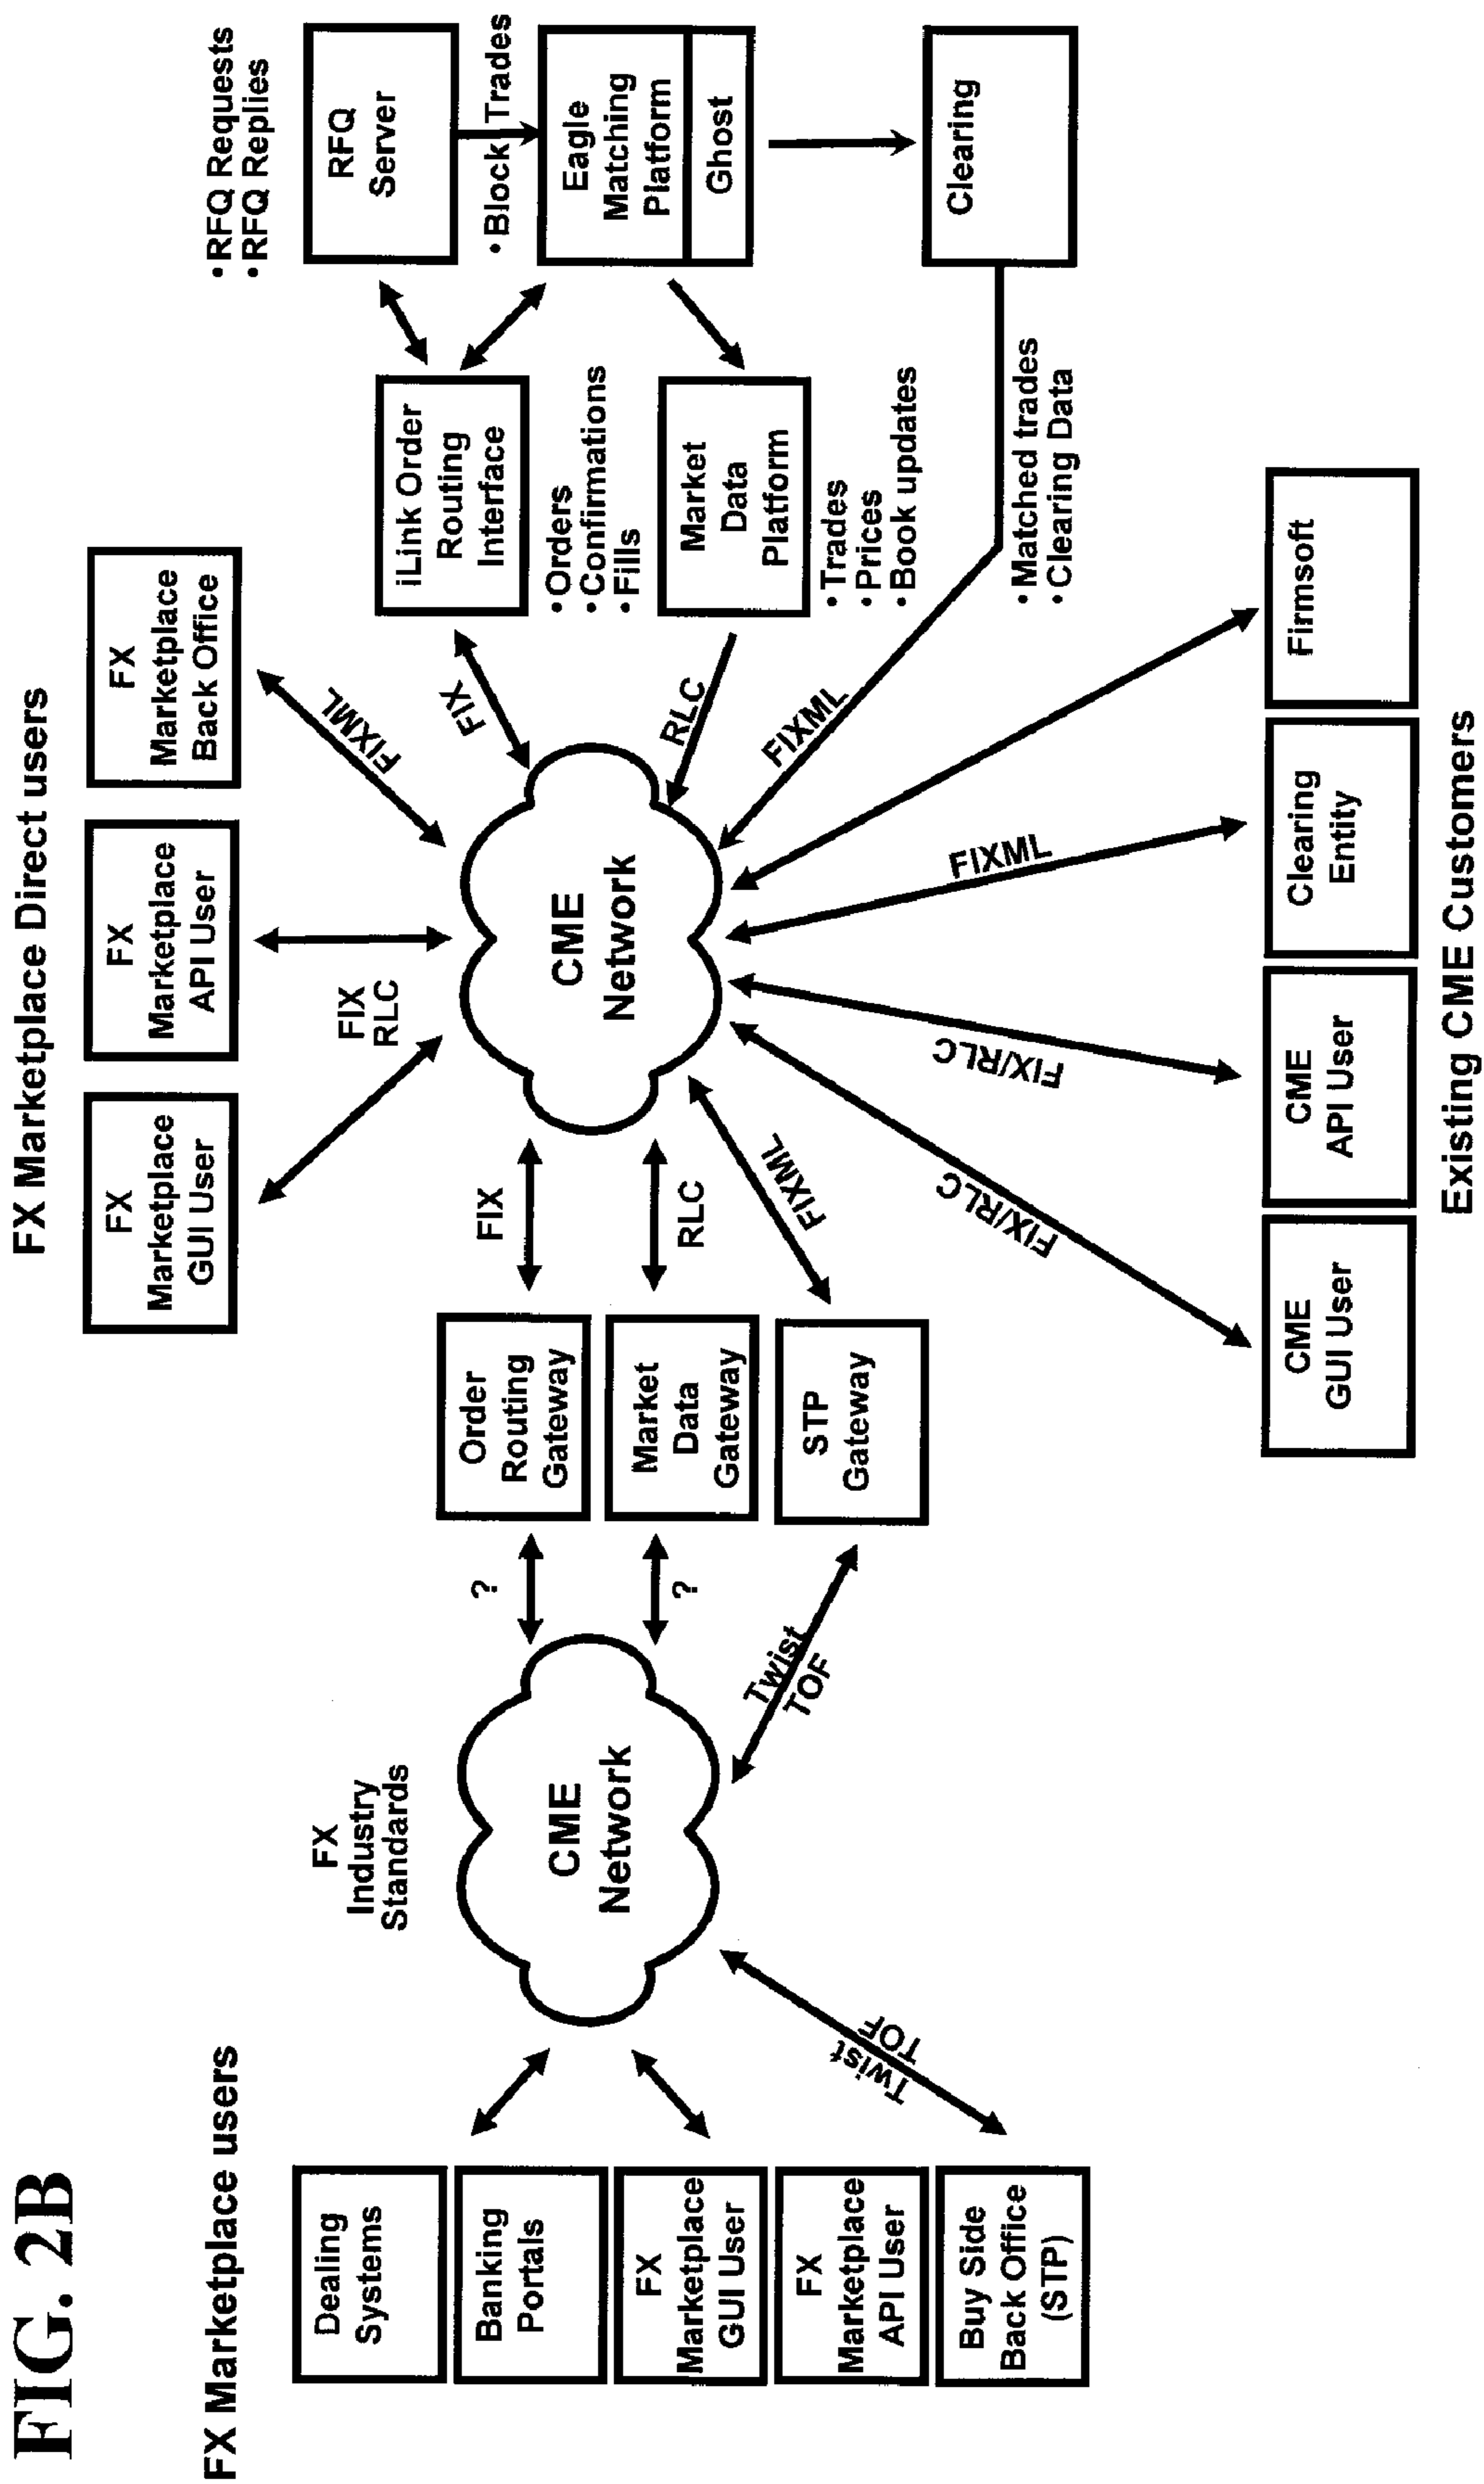 FIG. 2B
FX Marketplace users
Dealing
Systems
Banking
Portals
FX
Marketplace
GUI User
FX
Marketplace
API User
Buy Side
Back Office
(STP)
Twist
TOF
FX
Industry
Standards
CME
Network
?
?
Twist
TOF
Order
Routing
Gateway
Market
Data
Gateway
STP
Gateway
FIX
RLC
FIXML
FX Marketplace Direct users
FX
Marketplace
GUI User
FX
Marketplace
API User
FX
Marketplace
Back Office
FIX
RLC
FIXML
CME
Network
FIX
RLC
FIXML
iLink Order
Routing
Interface
•Orders
•Confirmations
•Fills
Market
Data
Platform
•Trades
•Prices
•Book updates
•Matched trades
•Clearing Data
•RFQ Requests
•RFQ Replies
RFQ
Server
•Block Trades
Eagle
Matching
Platform
Ghost
Clearing
FIX/RLC
FIX/RLC
FIXML
CME
GUI User
CME
API User
Clearing
Entity
Firmsoft
Existing CME Customers